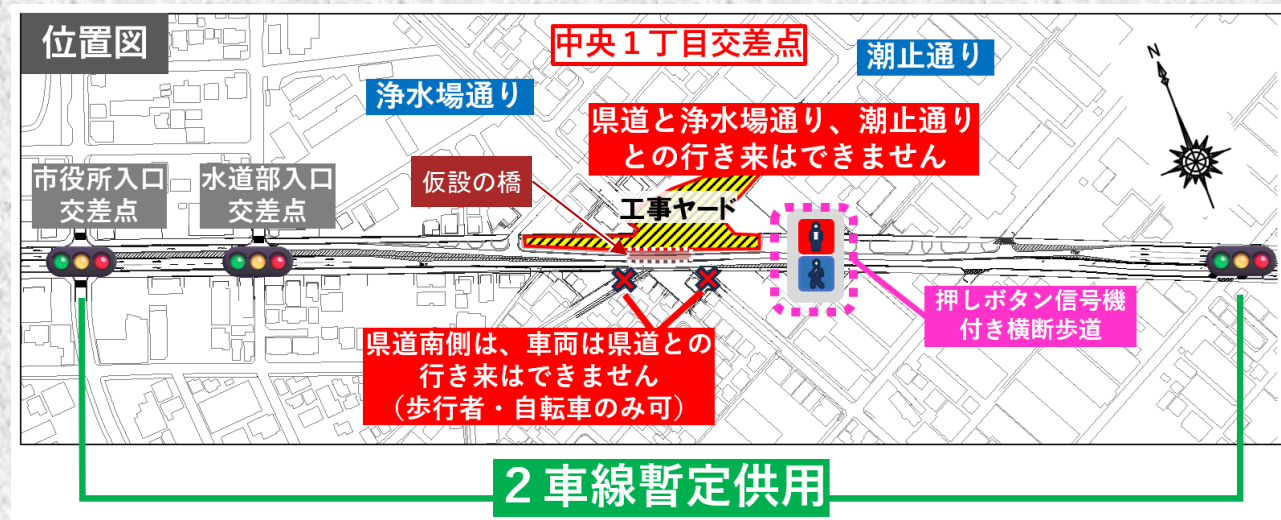 位置図
中央1丁目交差点
潮止通り
浄水場通り
N
県道と浄水場通り、潮止通り
との行き来はできません
市役所入口
交差点
水道部入口
交差点
仮設の橋
工事ヤード
押しボタン信号機
付き横断歩道
県道南側は、車両は県道との
行き来はできません
（歩行者・自転車のみ可）
2車線暫定供用